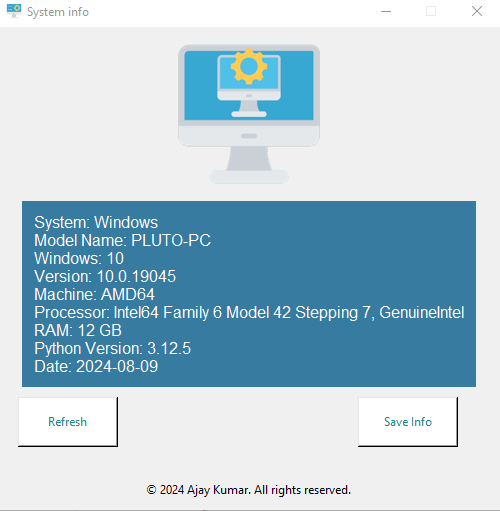 System info
System: Windows
Model Name: PLUTO-PC
Windows: 10
Version: 10.0.19045
Machine: AMD64
Processor: Intel64 Family 6 Model 42 Stepping 7, GenuineIntel
RAM: 12 GB
Python Version: 3.12.5
Date: 2024-08-09
Refresh
Save Info
© 2024 Ajay Kumar. All rights reserved.